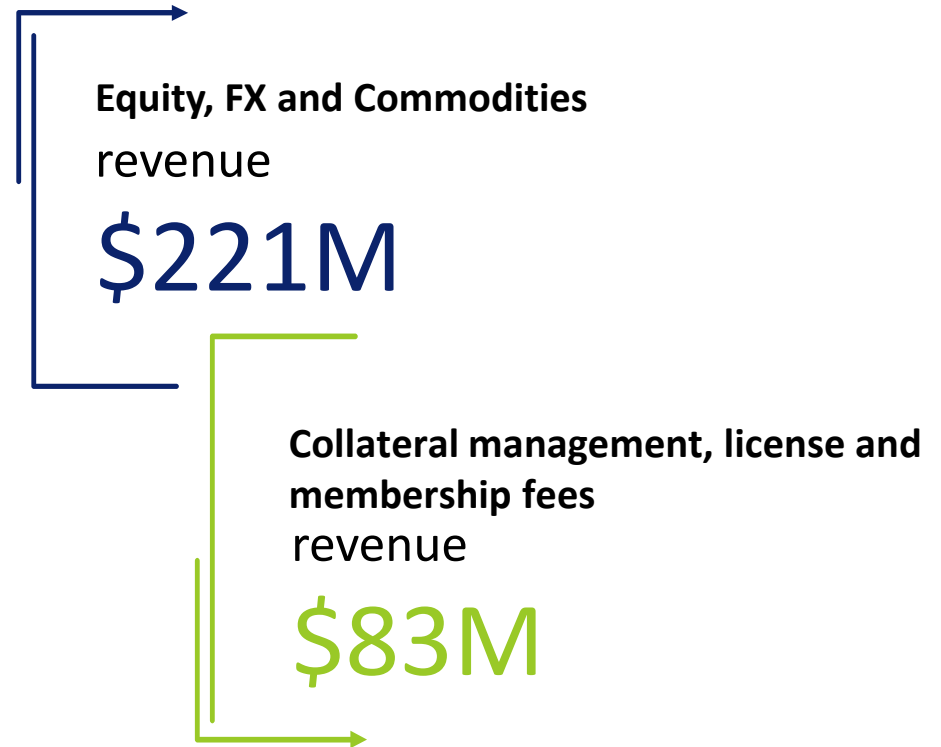 Equity, FX and Commodities
revenue
$221M
Collateral management, license and
membership fees
revenue
$83M